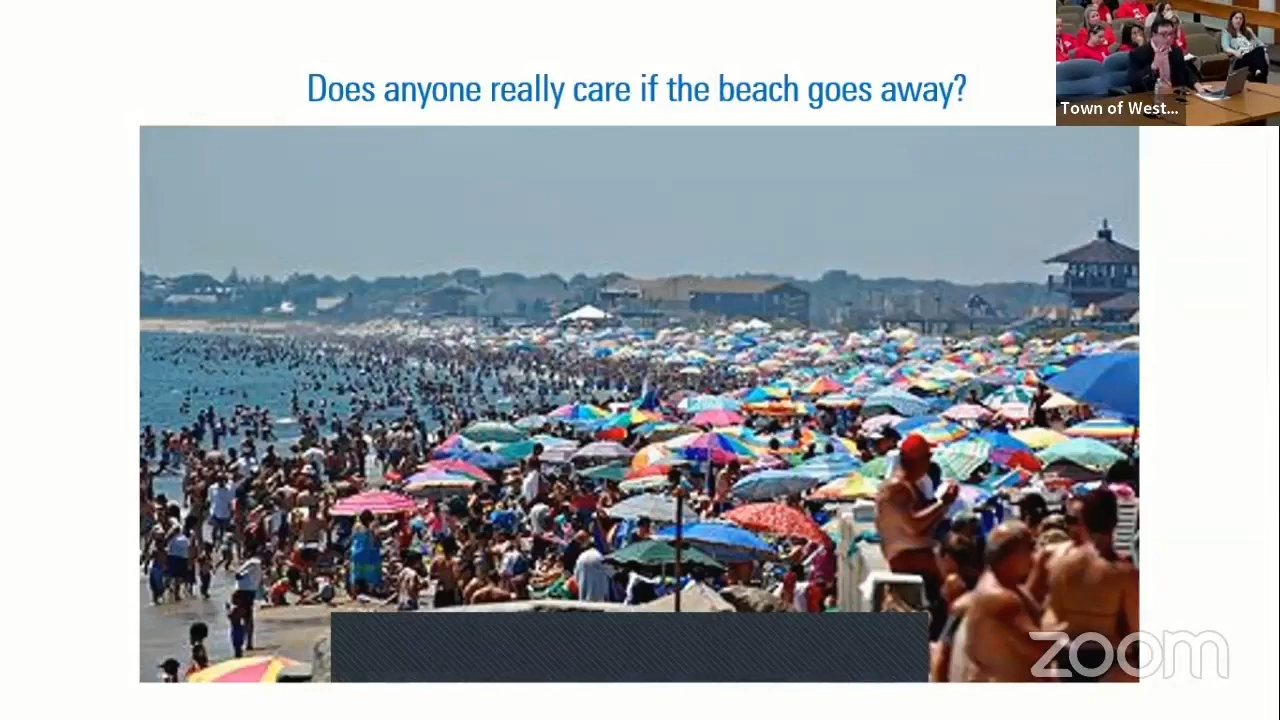 Does anyone really care if the beach goes away?
Town of West...
zoom